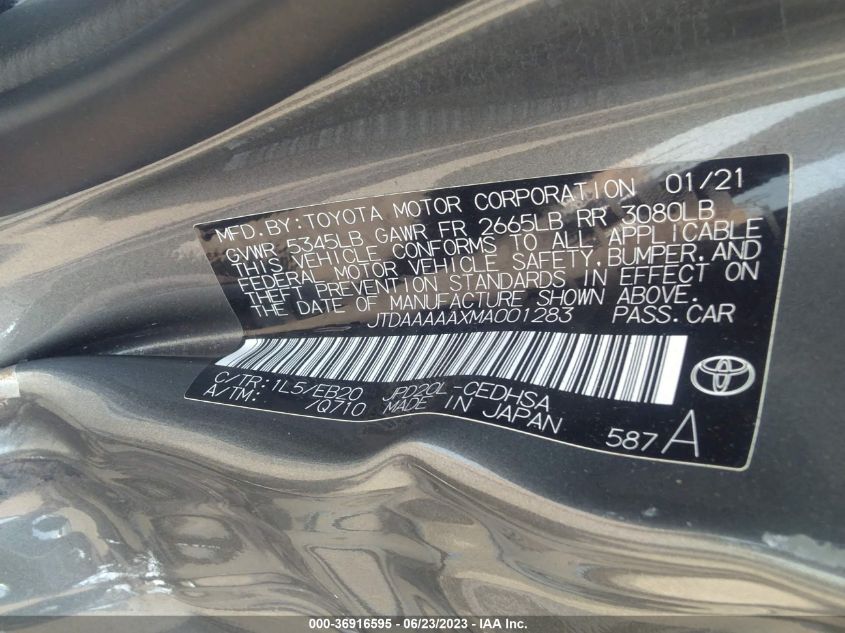 MFD. BY: TOYOTA MOTOR CORPORATION 01/21
GVWR 5345LB GAWR FR 2665LB RR 3080LB
THIS VEHICLE CONFORMS TO ALL APPLICABLE
FEDERAL MOTOR VEHICLE SAFETY, BUMPER, AND
THEFT PREVENTION STANDARDS IN EFFECT ON
THE DATE OF MANUFACTURE SHOWN ABOVE.
JTDAAAAAXMA001283 PASS. CAR
C/TR: 1L5/EB20 JPD20L-CEDHSA
A/TM: /Q710 MADE IN JAPAN
587A
000-36916595 - 06/23/2023 - IAA Inc.